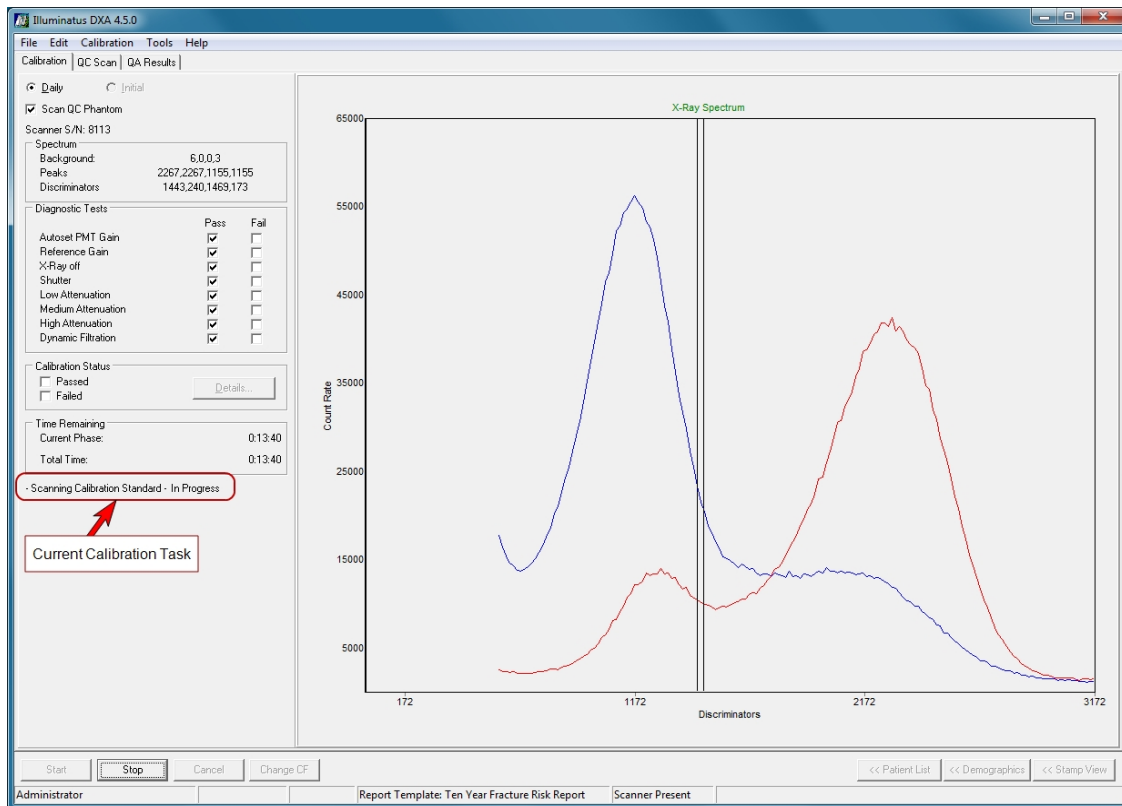 Illuminatus DXA 4.5.0
File Edit Calibration Tools Help
Calibration QC Scan QA Results
Daily Initial
Scan QC Phantom
Scanner S/N: 8113
Spectrum
Background: 6,0,0,3
Peaks 2267,2267,1155,1155
Discriminators 1443,240,1469,173
Diagnostic Tests
Pass Fail
Autoset PMT Gain
Reference Gain
X-Ray off
Shutter
Low Attenuation
Medium Attenuation
High Attenuation
Dynamic Filtration
Calibration Status
Passed
Failed
Details...
Time Remaining
Current Phase: 0:13:40
Total Time: 0:13:40
- Scanning Calibration Standard - In Progress
Current Calibration Task
X-Ray Spectrum
65000
55000
45000
35000
25000
15000
5000
Count Rate
172 1172 2172 3172
Discriminators
Start Stop Cancel Change CF << Patient List << Demographics << Stamp View
Administrator Report Template: Ten Year Fracture Risk Report Scanner Present